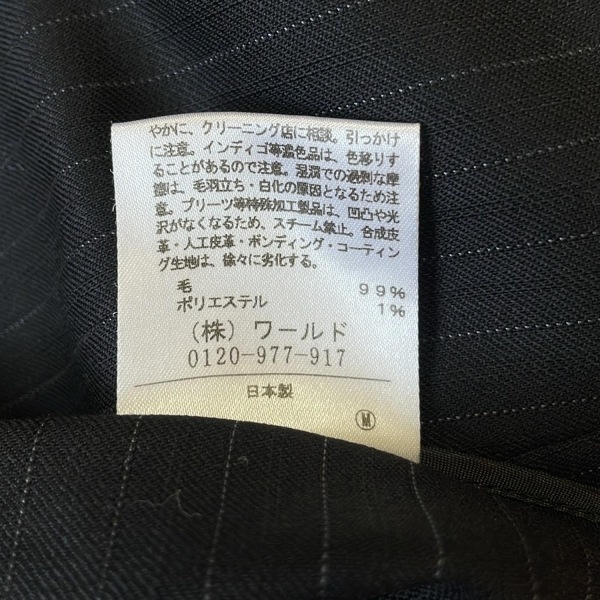 やかに、クリーニング店に相談。引っかけ
に注意。インディゴ等濃色品は、色移りす
ることがあるので注意。湿潤での過剰な摩
擦は、毛羽立ち・白化の原因となるため注
意。プリーツ等特殊加工製品は、凹凸や光
沢がなくなるため、スチーム禁止。合成皮
革・人工皮革・ボンディング・コーティン
グ生地は、徐々に劣化する。
毛 99%
ポリエステル 1%
(株) ワールド
0120-977-917
日本製
Ⓜ